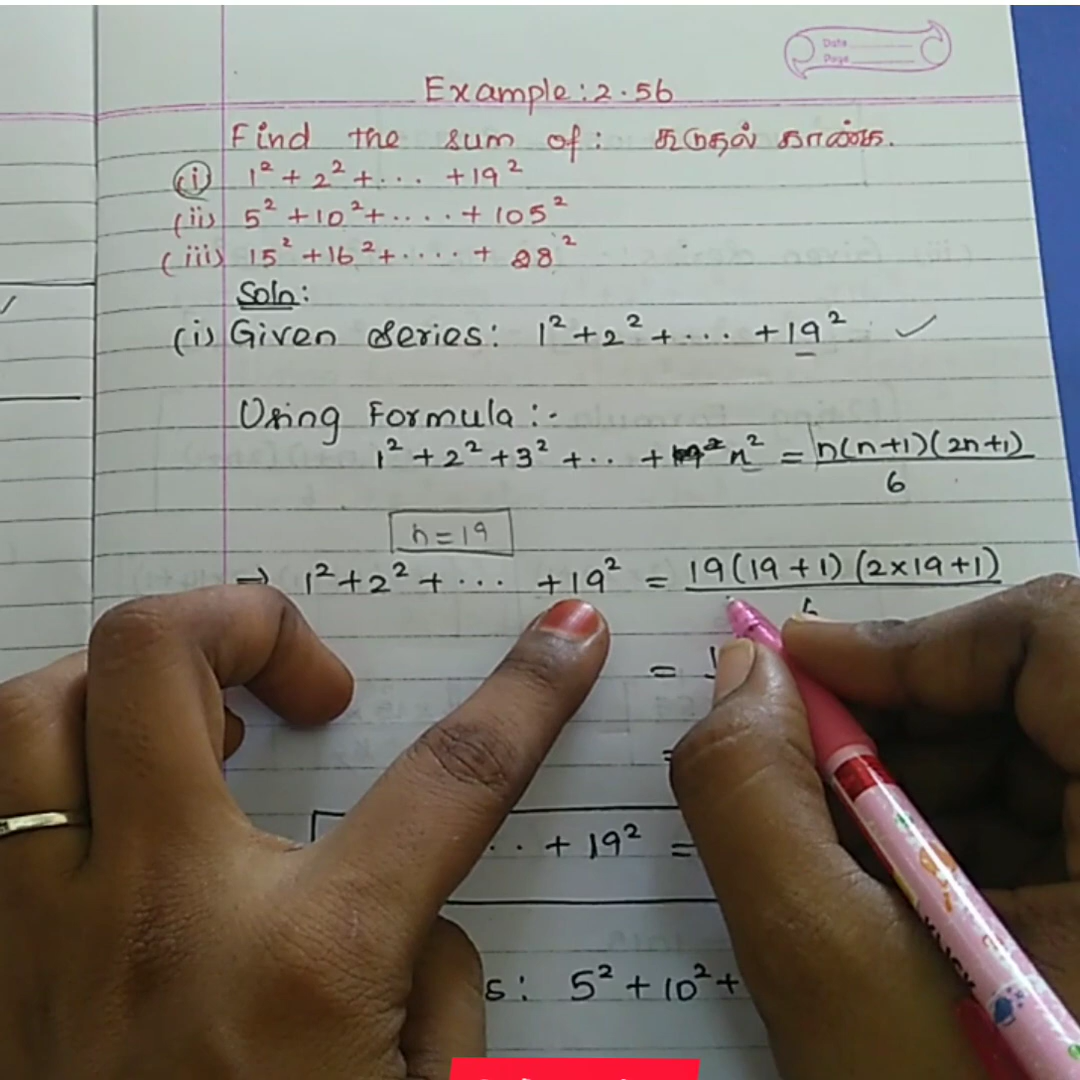 Date
Page
Example: 2.56
Find the sum of: கூடுதல் காண்க.
(i) 1² + 2² + ... + 19²
(ii) 5² + 10² + .... + 105²
(iii) 15² + 16² + .... + 28²
Soln:
(i) Given Series: 1² + 2² + ... + 19² ✓
Using Formula :-
1² + 2² + 3² + ... + n² = n(n+1)(2n+1)
6
n = 19
⇒ 1² + 2² + ... + 19² = 19(19+1)(2×19+1)
6
=
=
.. + 19² =
s: 5² + 10² +